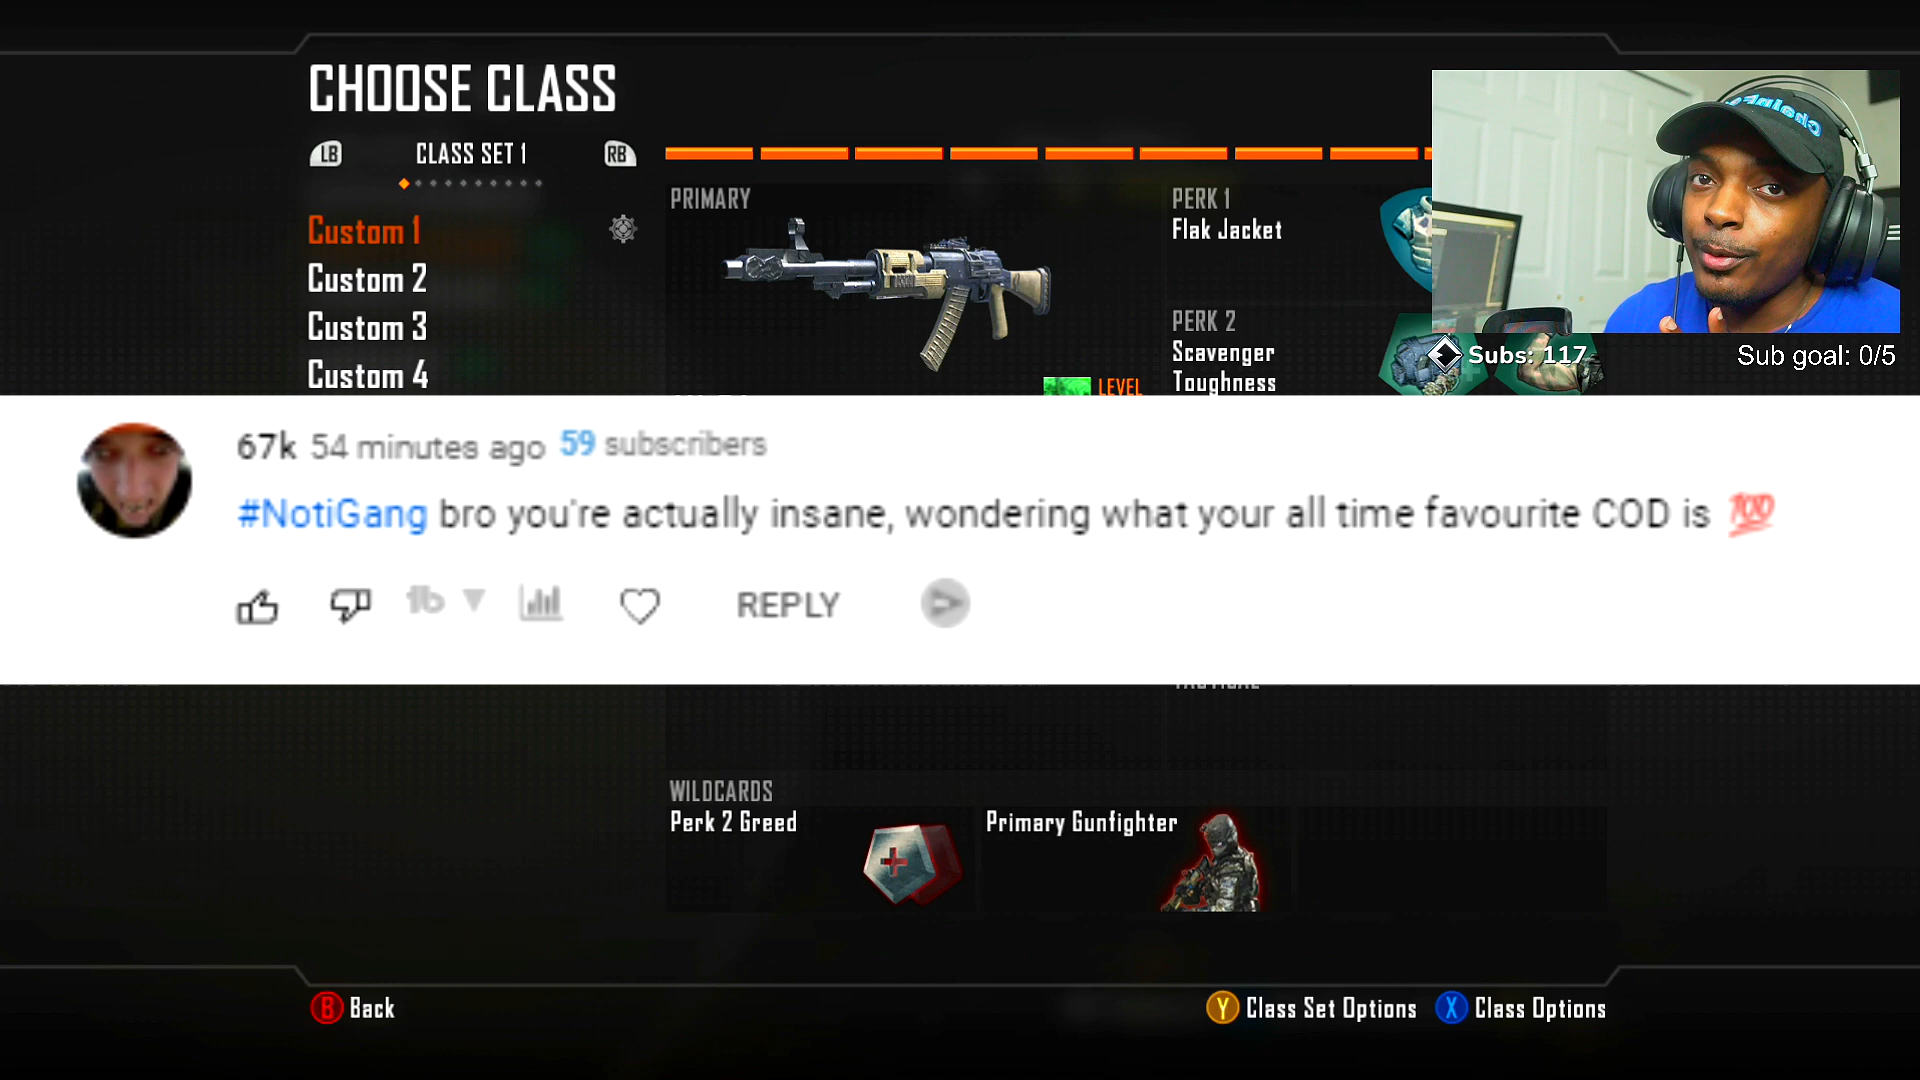 CHOOSE CLASS
LB CLASS SET 1 RB
Custom 1
Custom 2
Custom 3
Custom 4
PRIMARY
PERK 1
Flak Jacket
PERK 2
Scavenger
Toughness
LEVEL
Subs: 117
Sub goal: 0/5
67k 54 minutes ago 59 subscribers
#NotiGang bro you're actually insane, wondering what your all time favourite COD is 💯
REPLY
WILDCARDS
Perk 2 Greed
Primary Gunfighter
B Back
Y Class Set Options X Class Options